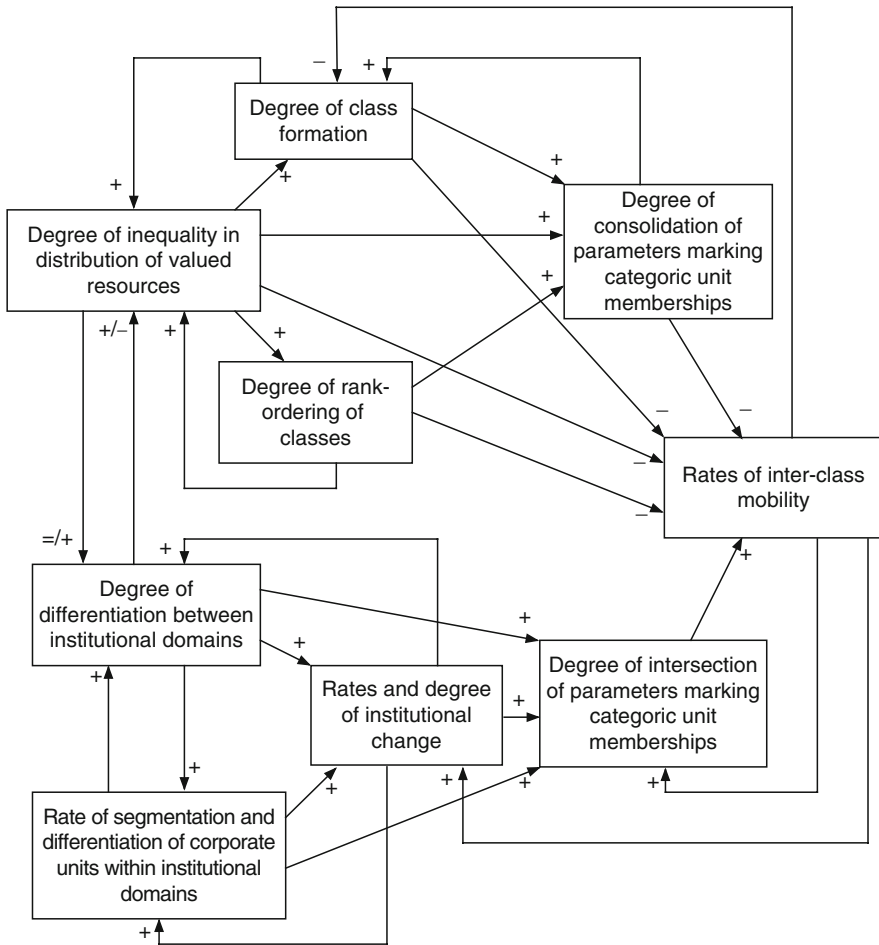 –
+
Degree of class
formation
+
+
+
Degree of
consolidation of
parameters marking
categoric unit
memberships
+
Degree of inequality in
distribution of valued
resources
+
+/–
+
+
Degree of rank-
ordering of
classes
–
–
–
–
Rates of inter-class
mobility
=/+
+
+
Degree of
differentiation between
institutional domains
+
+
Degree of intersection
of parameters marking
categoric unit
memberships
Rates and degree
of institutional
change
+
+
+
+
+
+
+
Rate of segmentation and
differentiation of corporate
units within institutional
domains
+